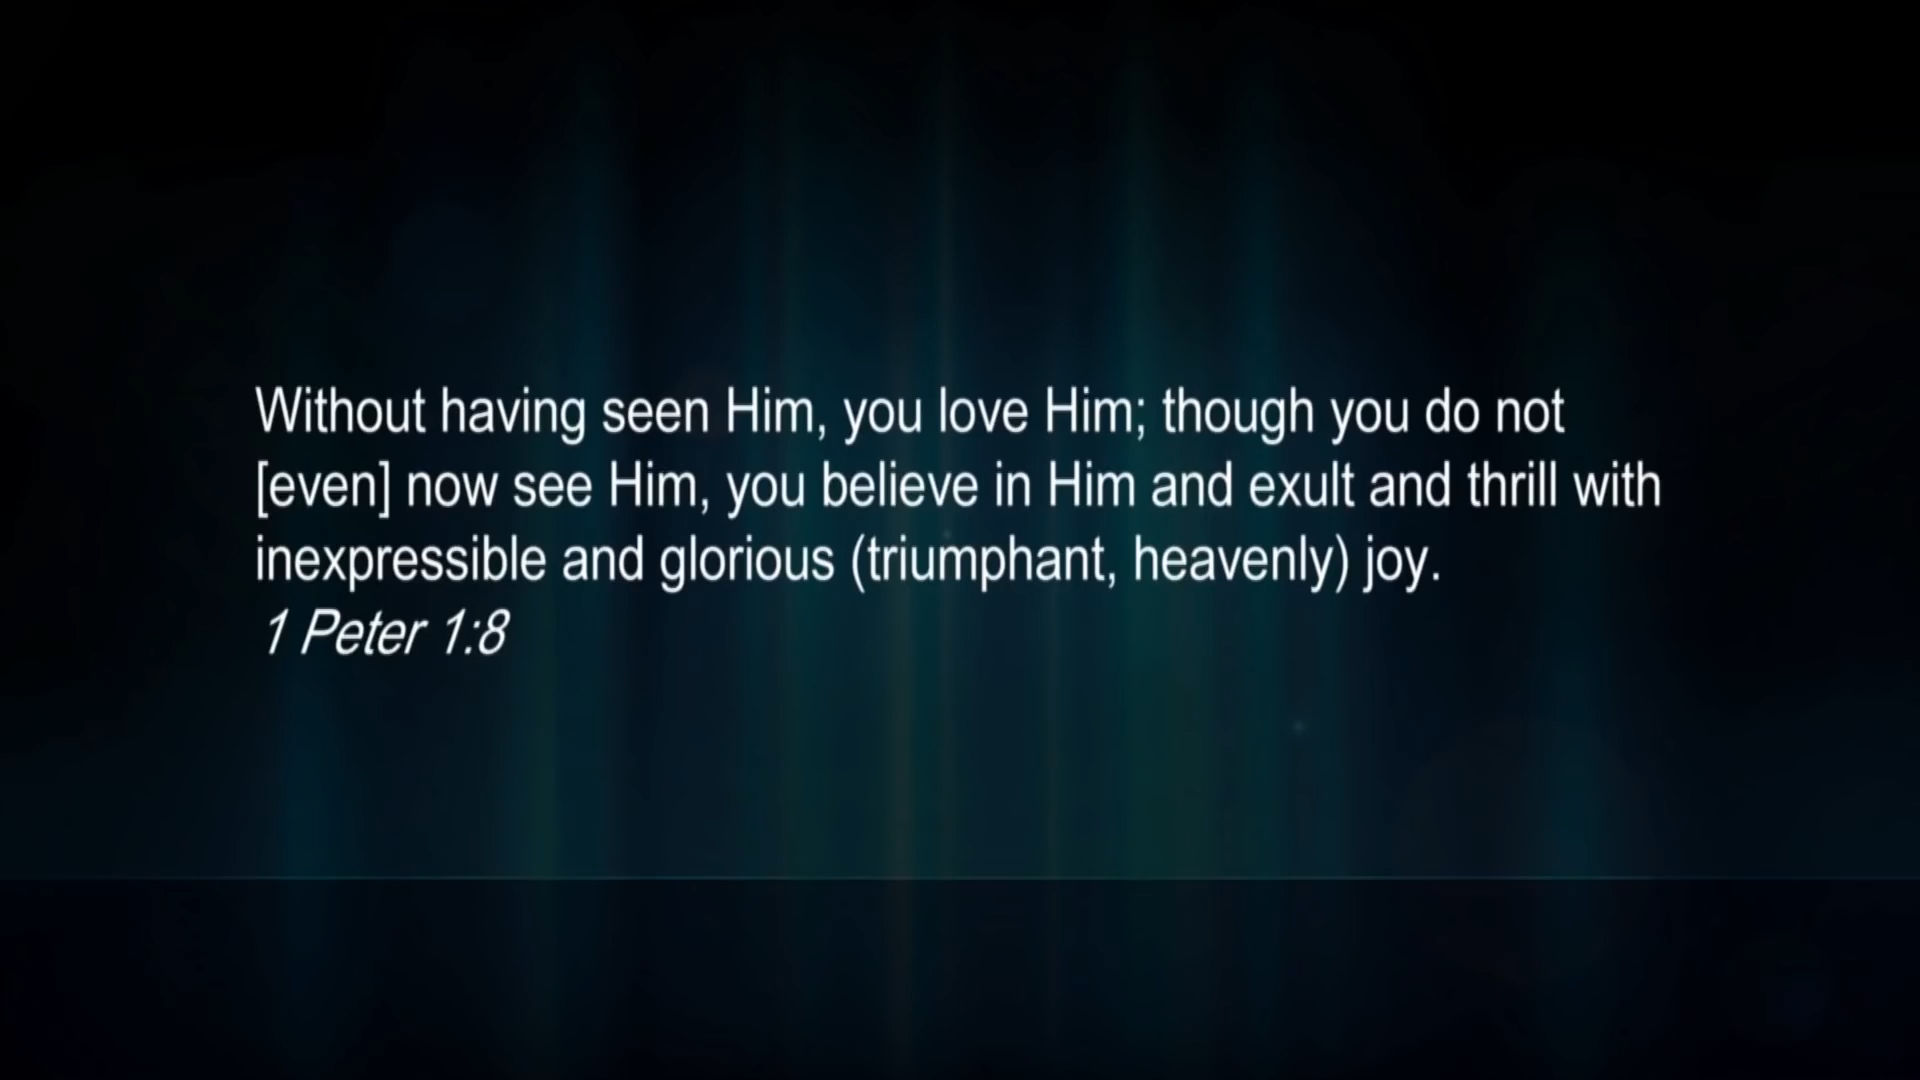 Without having seen Him, you love Him; though you do not
[even] now see Him, you believe in Him and exult and thrill with
inexpressible and glorious (triumphant, heavenly) joy.
1 Peter 1:8